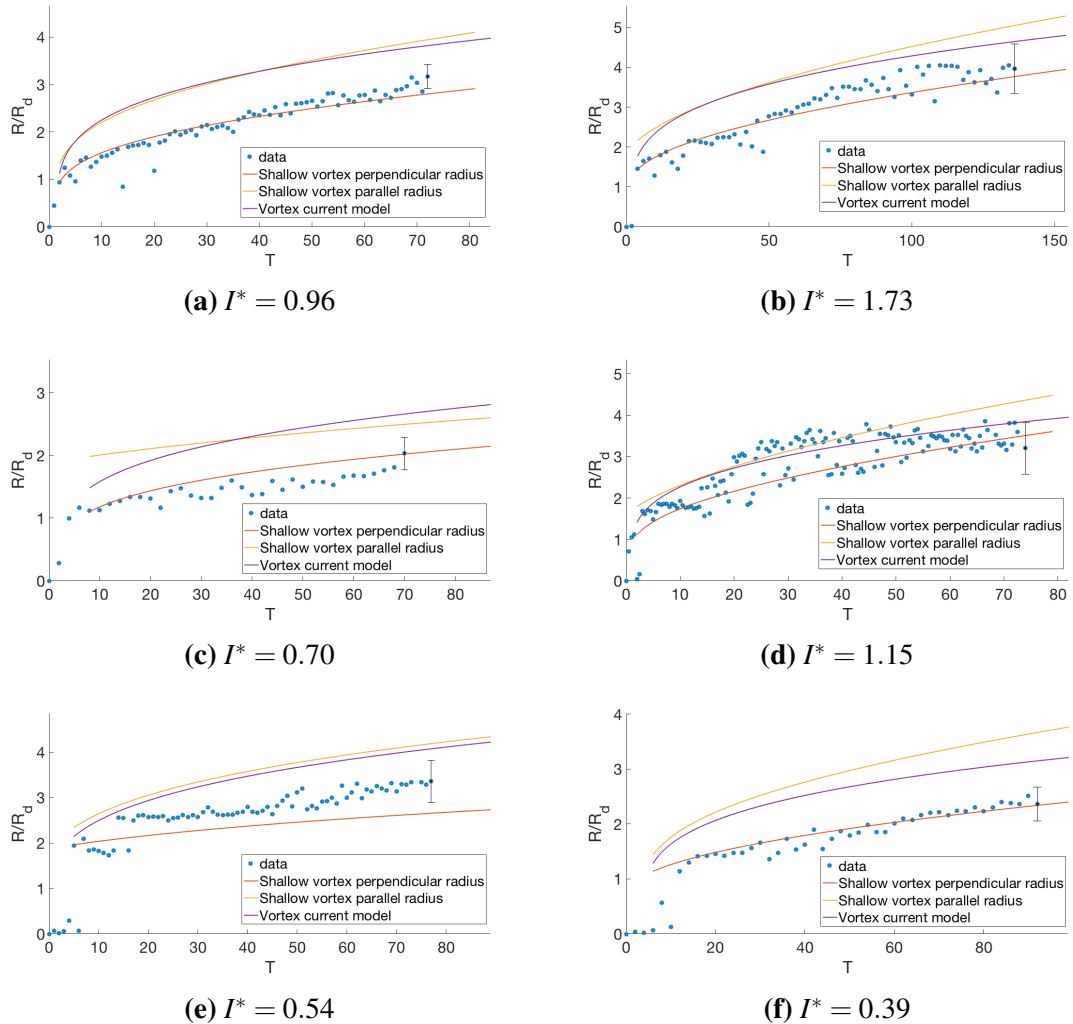 R/R_d
4
3
2
1
0
0 10 20 30 40 50 60 70 80
T
data
Shallow vortex perpendicular radius
Shallow vortex parallel radius
Vortex current model
(a) I* = 0.96
R/R_d
5
4
3
2
1
0
0 50 100 150
T
data
Shallow vortex perpendicular radius
Shallow vortex parallel radius
Vortex current model
(b) I* = 1.73
R/R_d
3
2
1
0
0 10 20 30 40 50 60 70 80
T
data
Shallow vortex perpendicular radius
Shallow vortex parallel radius
Vortex current model
(c) I* = 0.70
R/R_d
5
4
3
2
1
0
0 10 20 30 40 50 60 70 80
T
data
Shallow vortex perpendicular radius
Shallow vortex parallel radius
Vortex current model
(d) I* = 1.15
R/R_d
4
3
2
1
0
0 10 20 30 40 50 60 70 80
T
data
Shallow vortex perpendicular radius
Shallow vortex parallel radius
Vortex current model
(e) I* = 0.54
R/R_d
4
3
2
1
0
0 20 40 60 80
T
data
Shallow vortex perpendicular radius
Shallow vortex parallel radius
Vortex current model
(f) I* = 0.39